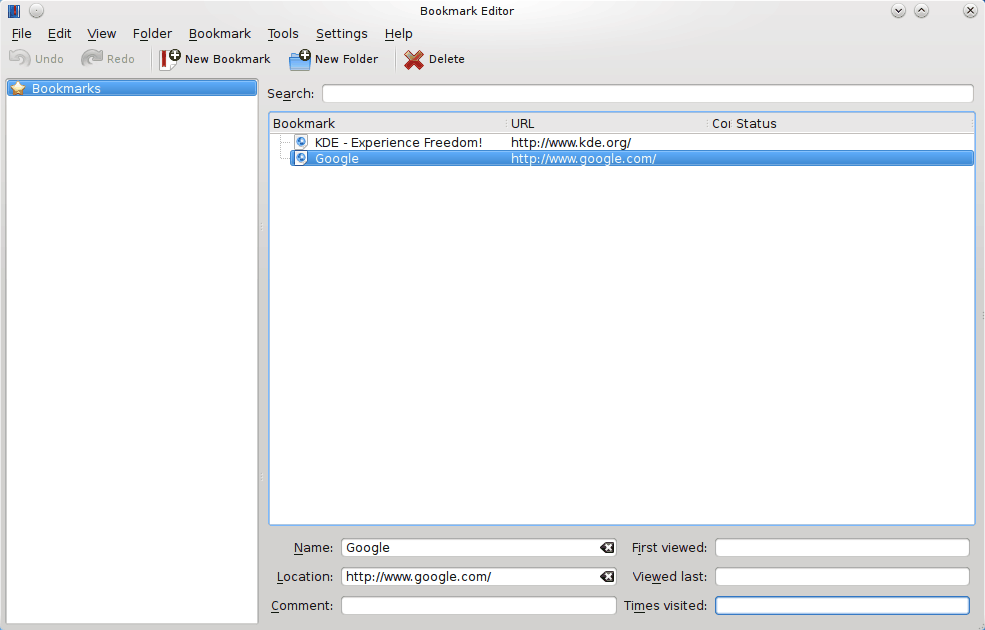 Bookmark Editor
File Edit View Folder Bookmark Tools Settings Help
Undo Redo New Bookmark New Folder Delete
Bookmarks
Search:
Bookmark URL Co Status
KDE - Experience Freedom! http://www.kde.org/
Google http://www.google.com/
Name: Google First viewed:
Location: http://www.google.com/ Viewed last:
Comment: Times visited: